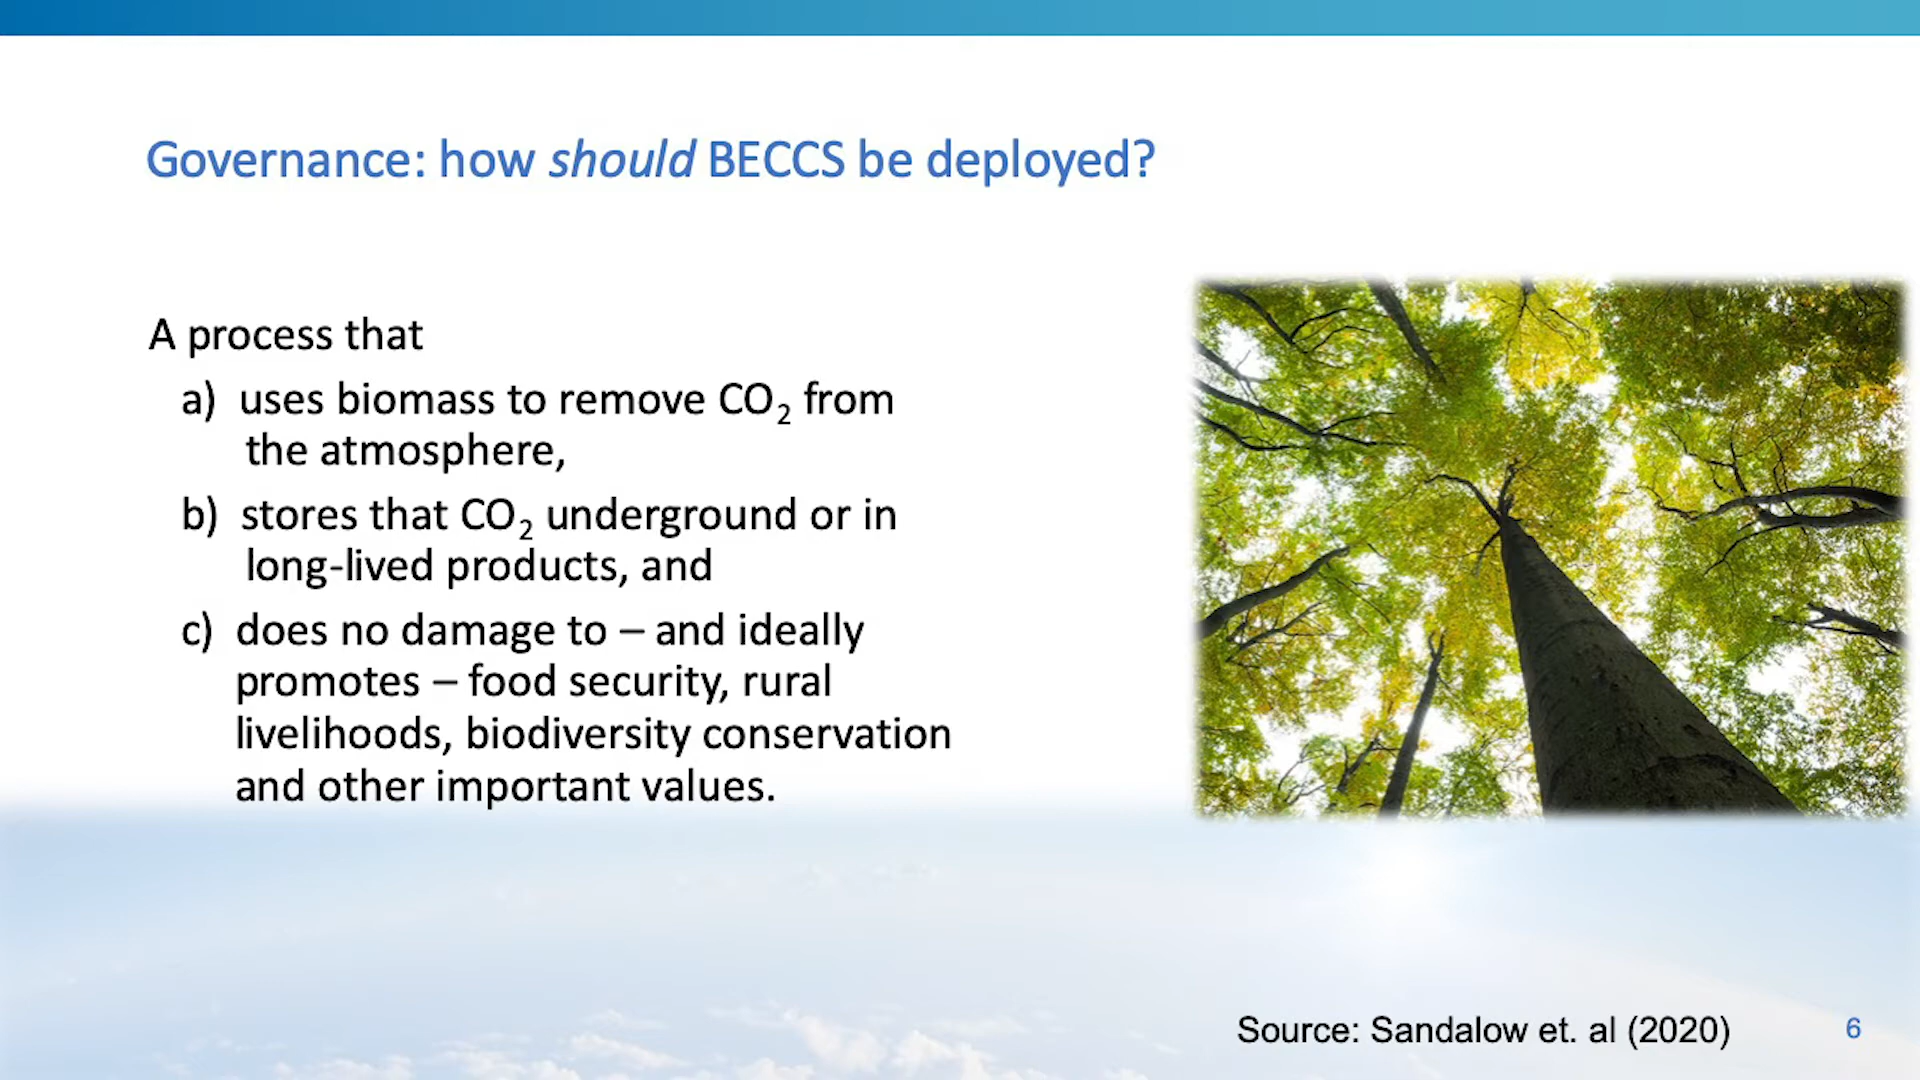 Governance: how should BECCS be deployed?
A process that
a) uses biomass to remove CO₂ from
the atmosphere,
b) stores that CO₂ underground or in
long-lived products, and
c) does no damage to – and ideally
promotes – food security, rural
livelihoods, biodiversity conservation
and other important values.
Source: Sandalow et. al (2020)
6